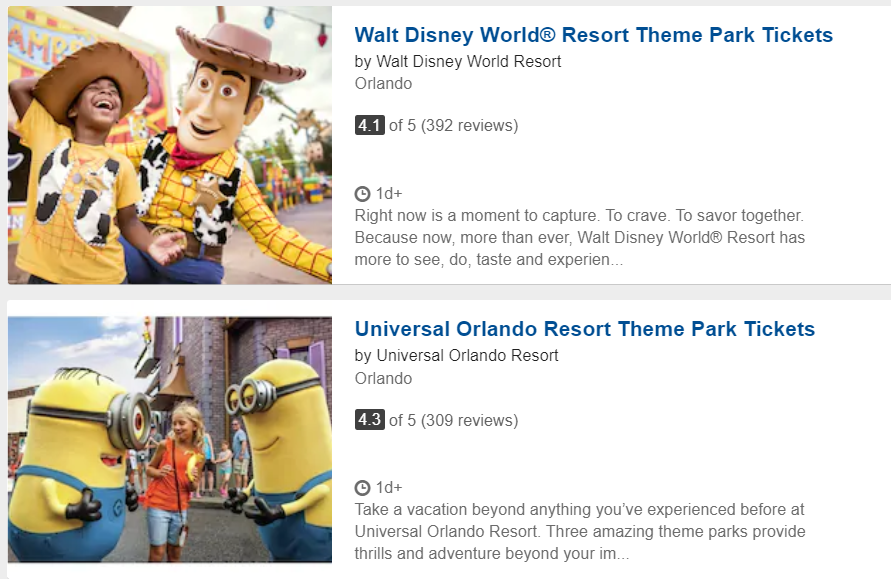 Walt Disney World® Resort Theme Park Tickets
by Walt Disney World Resort
Orlando
4.1 of 5 (392 reviews)
1d+
Right now is a moment to capture. To crave. To savor together.
Because now, more than ever, Walt Disney World® Resort has
more to see, do, taste and experien...
Universal Orlando Resort Theme Park Tickets
by Universal Orlando Resort
Orlando
4.3 of 5 (309 reviews)
1d+
Take a vacation beyond anything you’ve experienced before at
Universal Orlando Resort. Three amazing theme parks provide
thrills and adventure beyond your im...